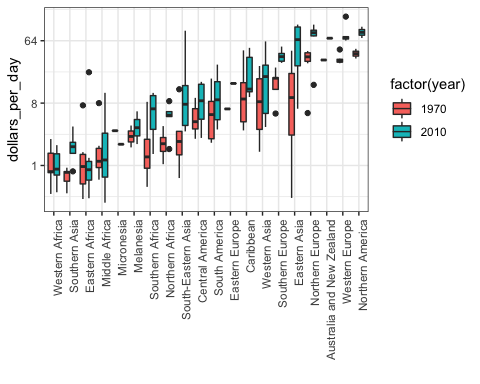 dollars_per_day
64
8
1
Western Africa
Southern Asia
Eastern Africa
Middle Africa
Micronesia
Melanesia
Southern Africa
Northern Africa
South-Eastern Asia
Central America
South America
Eastern Europe
Caribbean
Western Asia
Southern Europe
Eastern Asia
Northern Europe
Australia and New Zealand
Western Europe
Northern America
factor(year)
1970
2010